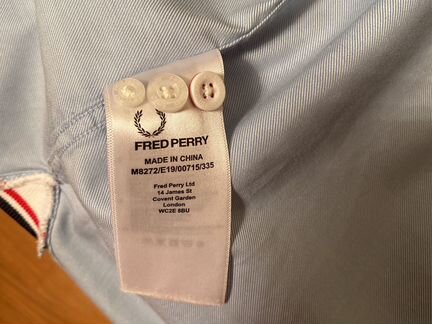 FRED PERRY
MADE IN CHINA
M8272/E19/00715/335
Fred Perry Ltd
14 James St
Covent Garden
London
WC2E 8BU